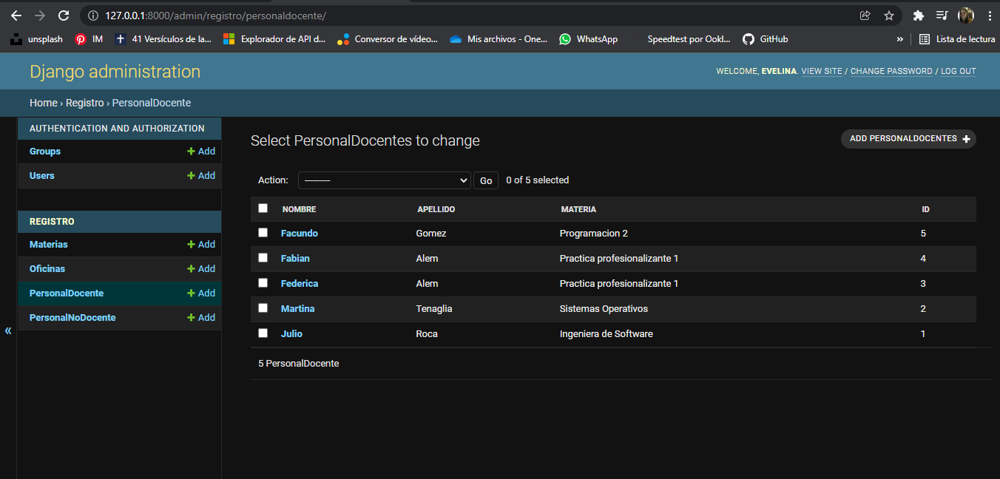 127.0.0.1:8000/admin/registro/personaldocente/
unsplash IM 41 Versículos de la... Explorador de API d... Conversor de vídeo... Mis archivos - One... WhatsApp Speedtest por Ookl... GitHub » Lista de lectura
Django administration
WELCOME, EVELINA. VIEW SITE / CHANGE PASSWORD / LOG OUT
Home › Registro › PersonalDocente
AUTHENTICATION AND AUTHORIZATION
Groups + Add
Users + Add
REGISTRO
Materias + Add
Oficinas + Add
PersonalDocente + Add
PersonalNoDocente + Add
«
Select PersonalDocentes to change
ADD PERSONALDOCENTES +
Action: --------- Go 0 of 5 selected
NOMBRE APELLIDO MATERIA ID
Facundo Gomez Programacion 2 5
Fabian Alem Practica profesionalizante 1 4
Federica Alem Practica profesionalizante 1 3
Martina Tenaglia Sistemas Operativos 2
Julio Roca Ingeniera de Software 1
5 PersonalDocente